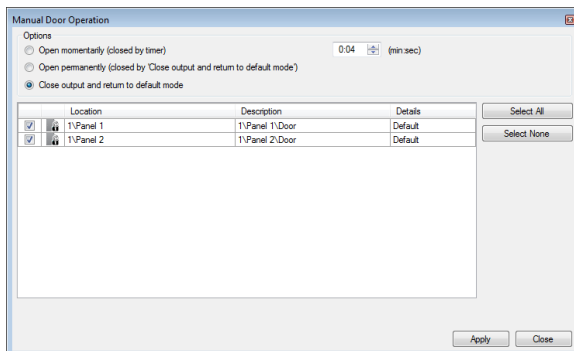 Manual Door Operation
Options
Open momentarily (closed by timer) 0:04 (min:sec)
Open permanently (closed by 'Close output and return to default mode')
Close output and return to default mode
Location Description Details
1\Panel 1 1\Panel 1\Door Default
1\Panel 2 1\Panel 2\Door Default
Select All
Select None
Apply Close